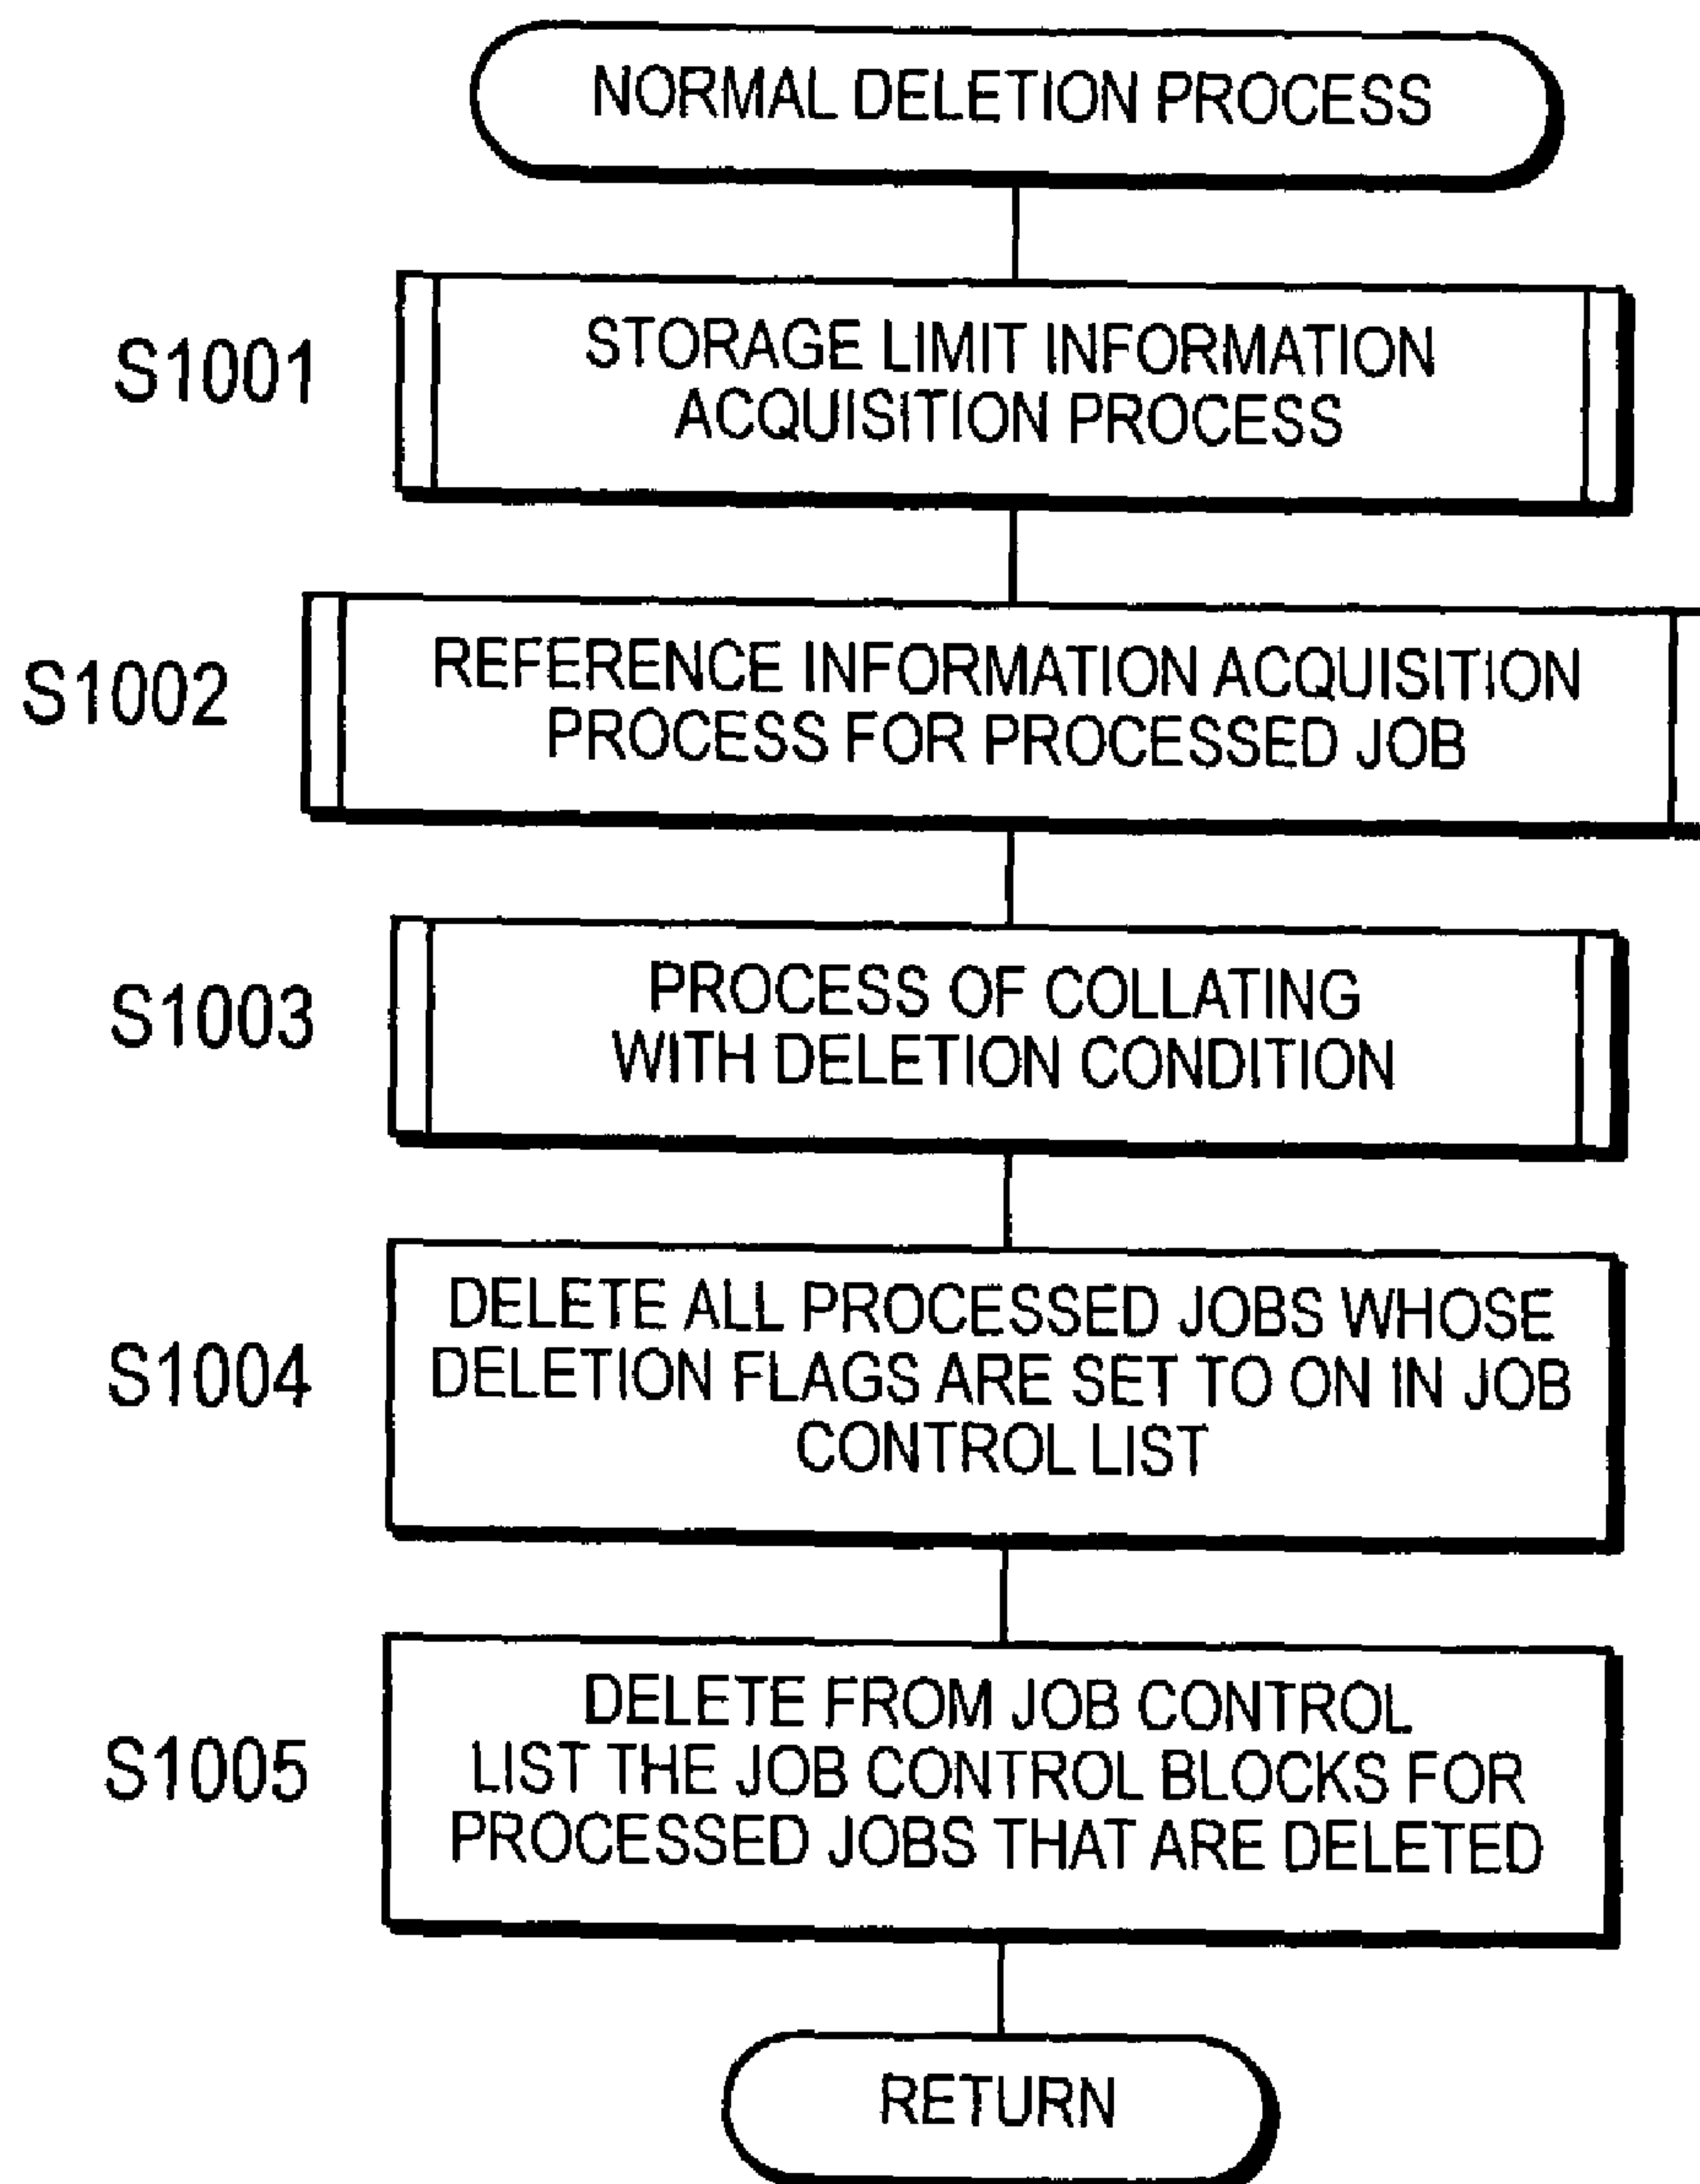 NORMAL DELETION PROCESS
S1001
STORAGE LIMIT INFORMATION
ACQUISITION PROCESS
S1002
REFERENCE INFORMATION ACQUISITION
PROCESS FOR PROCESSED JOB
S1003
PROCESS OF COLLATING
WITH DELETION CONDITION
S1004
DELETE ALL PROCESSED JOBS WHOSE
DELETION FLAGS ARE SET TO ON IN JOB
CONTROL LIST
S1005
DELETE FROM JOB CONTROL
LIST THE JOB CONTROL BLOCKS FOR
PROCESSED JOBS THAT ARE DELETED
RETURN